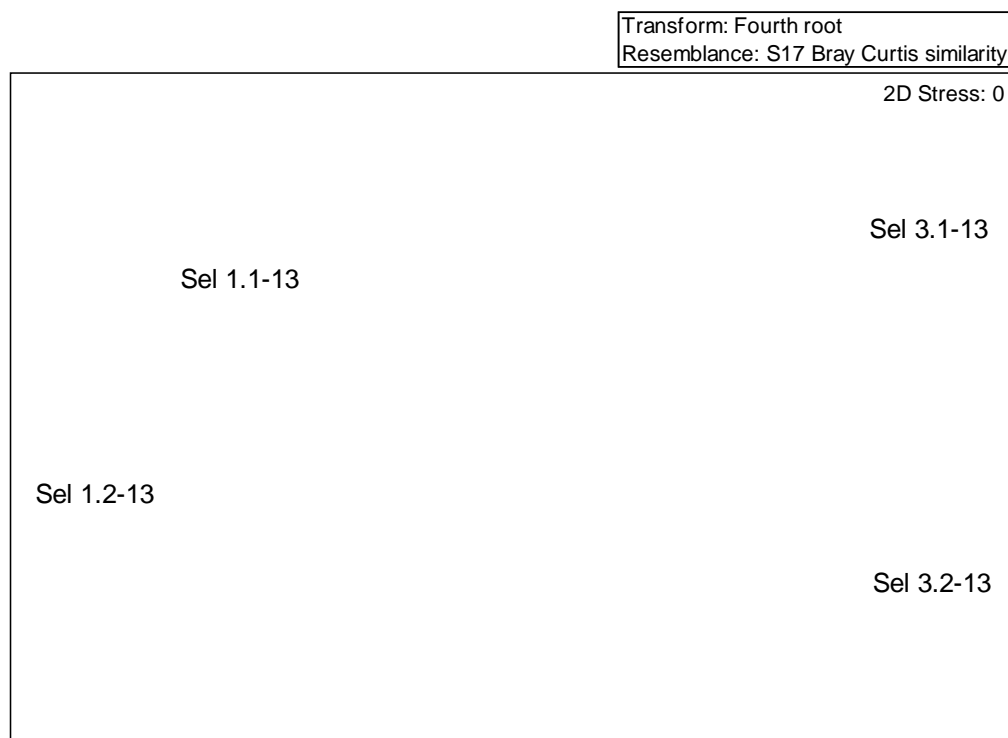 Transform: Fourth root
Resemblance: S17 Bray Curtis similarity
2D Stress: 0
Sel 3.1-13
Sel 1.1-13
Sel 1.2-13
Sel 3.2-13